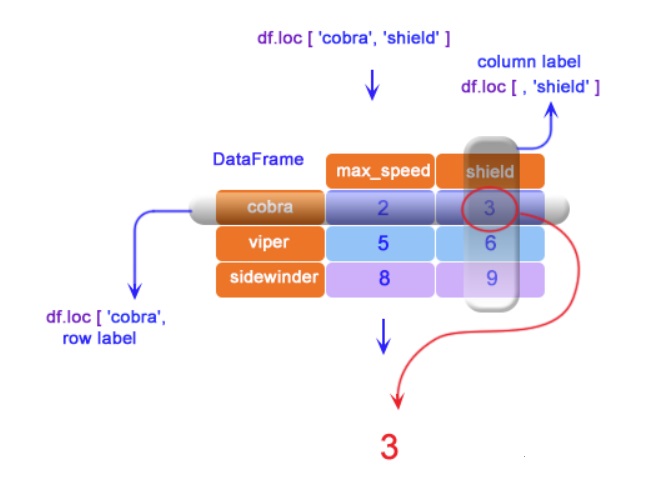 df.loc [ 'cobra', 'shield' ]
column label
df.loc [ , 'shield' ]
DataFrame
max_speed shield
cobra 2 3
viper 5 6
sidewinder 8 9
df.loc [ 'cobra',
row label
3